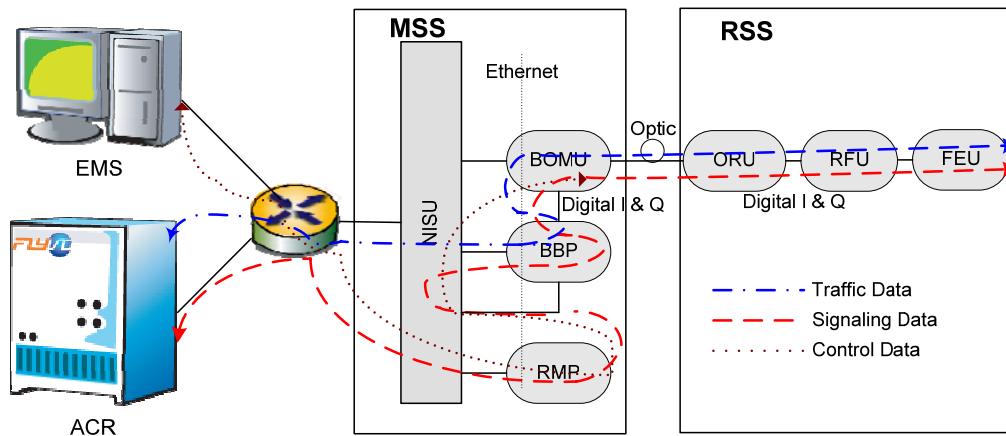 MSS
RSS
Ethernet
Optic
EMS
BOMU
ORU
RFU
FEU
Digital I & Q
Digital I & Q
NISU
BBP
FLYVO
Traffic Data
Signaling Data
Control Data
RMP
ACR